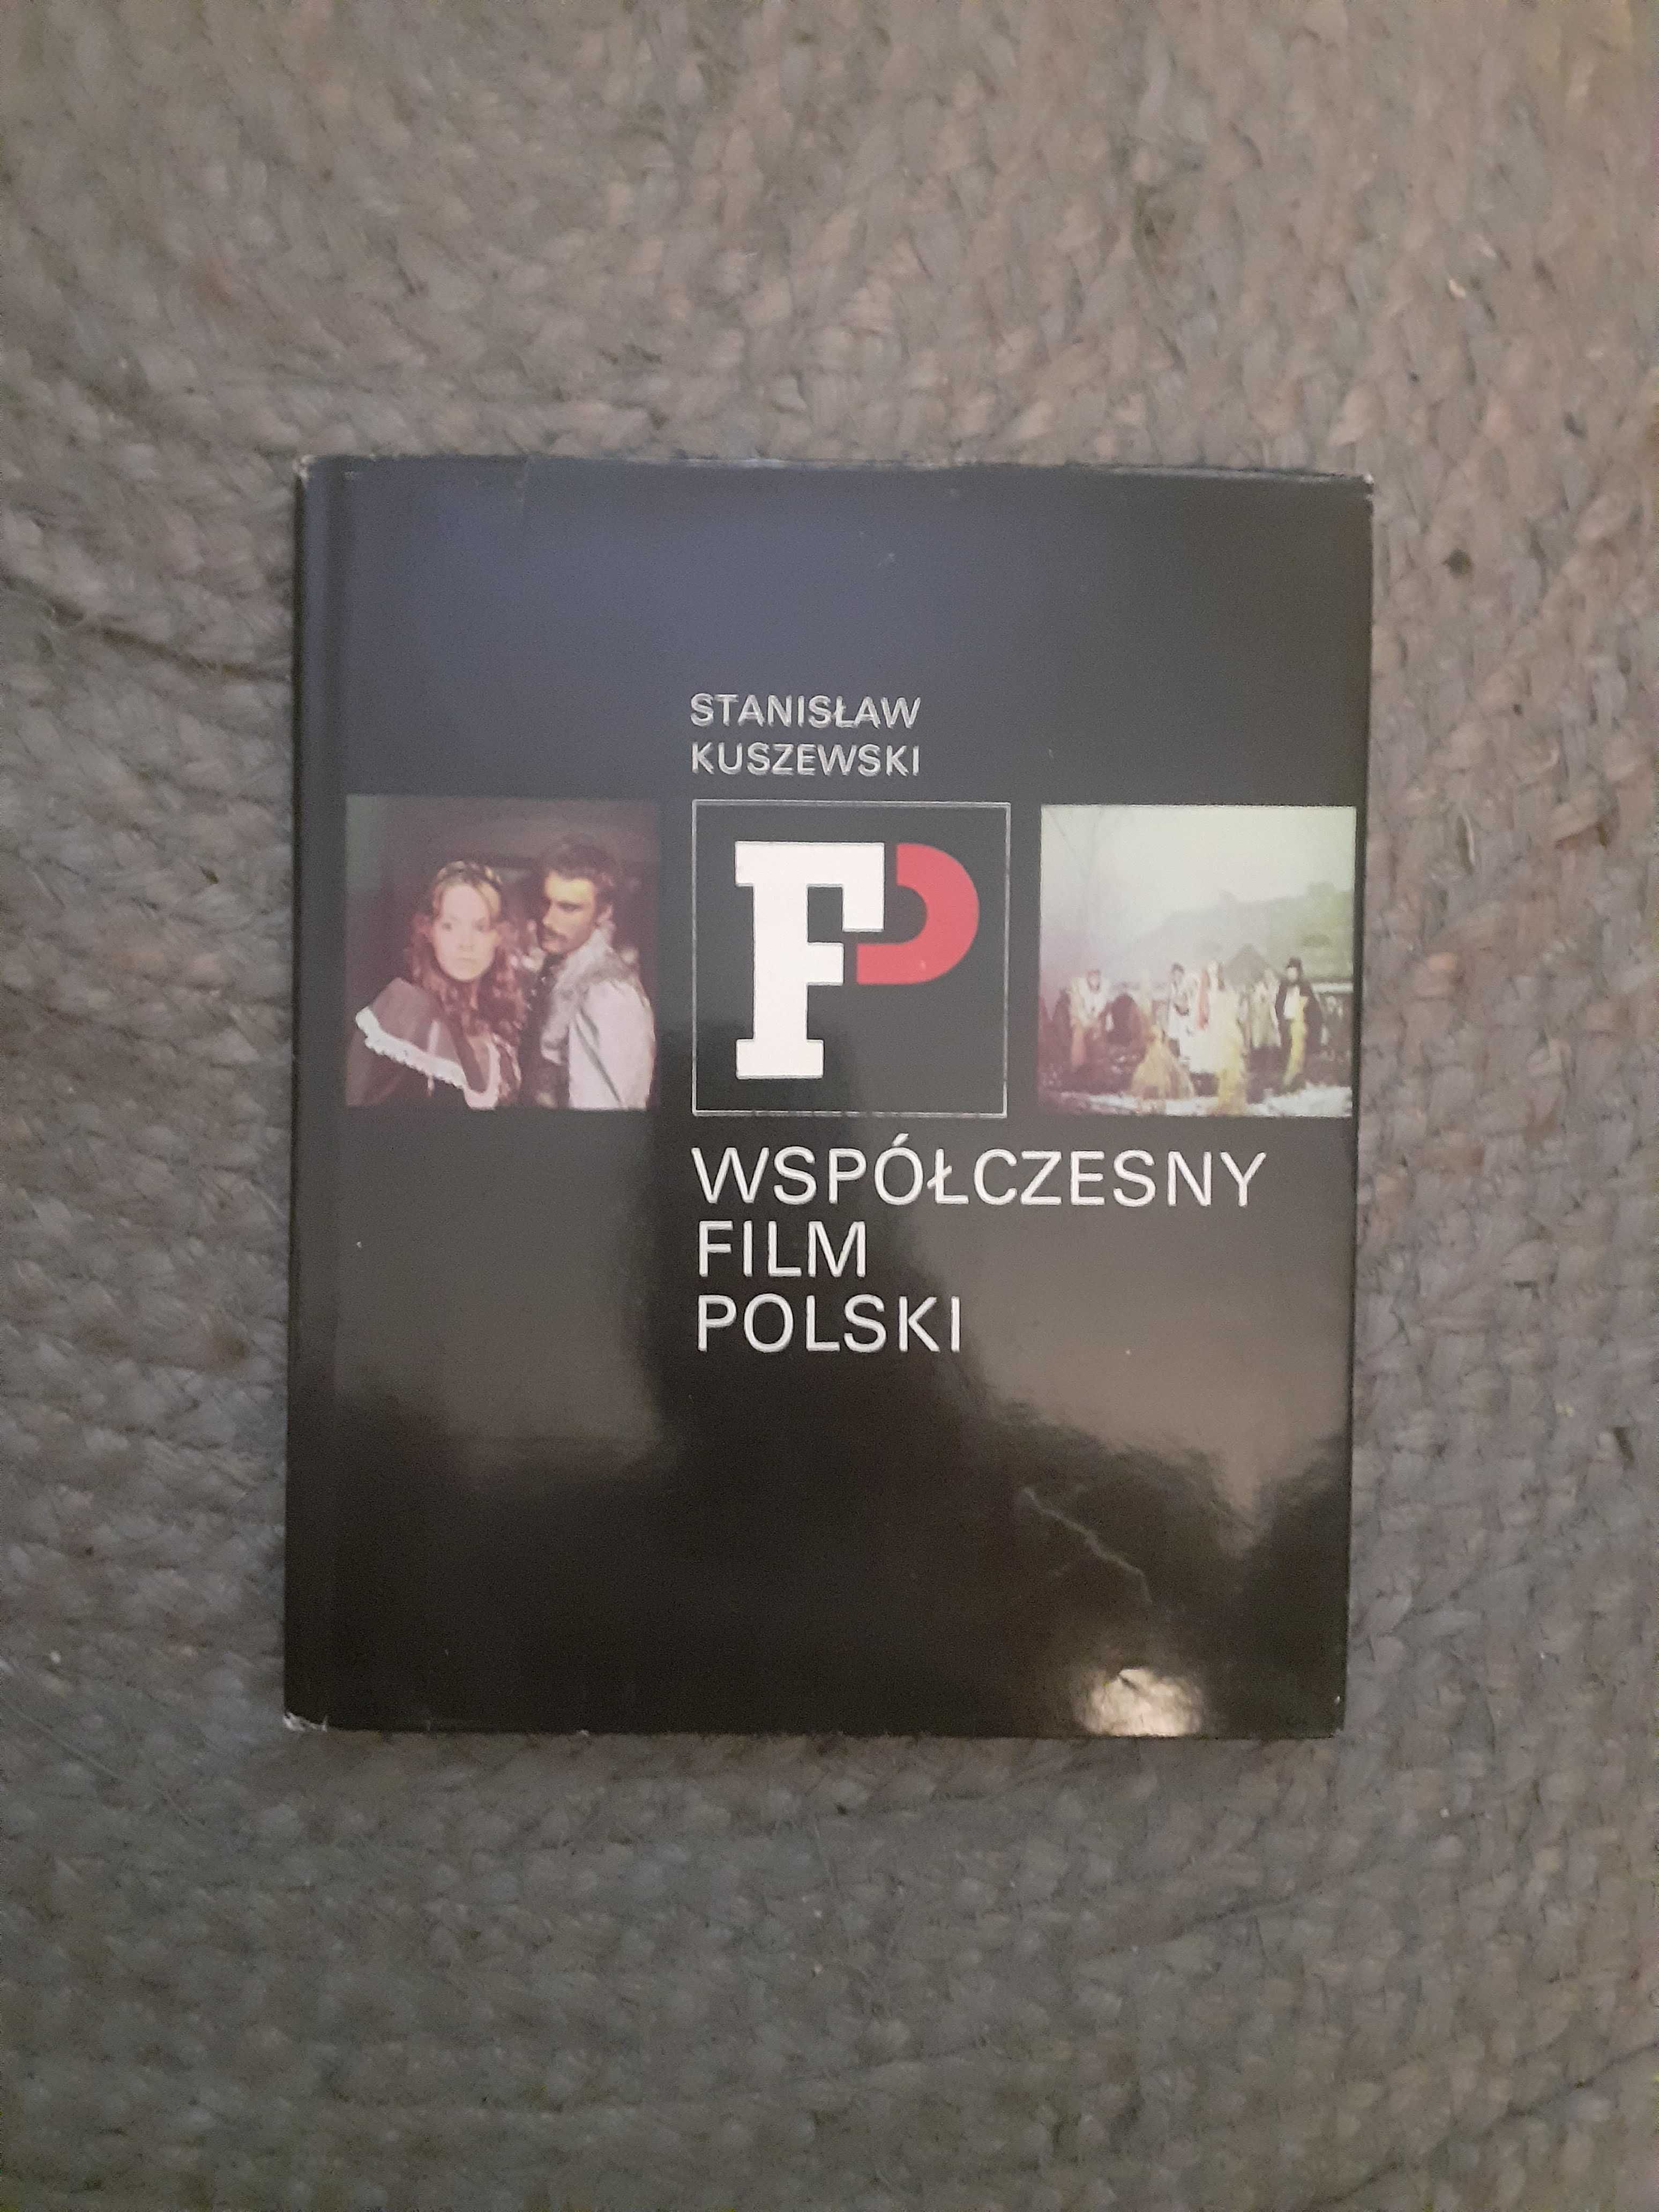 STANISŁAW
KUSZEWSKI
FP
WSPÓŁCZESNY
FILM
POLSKI